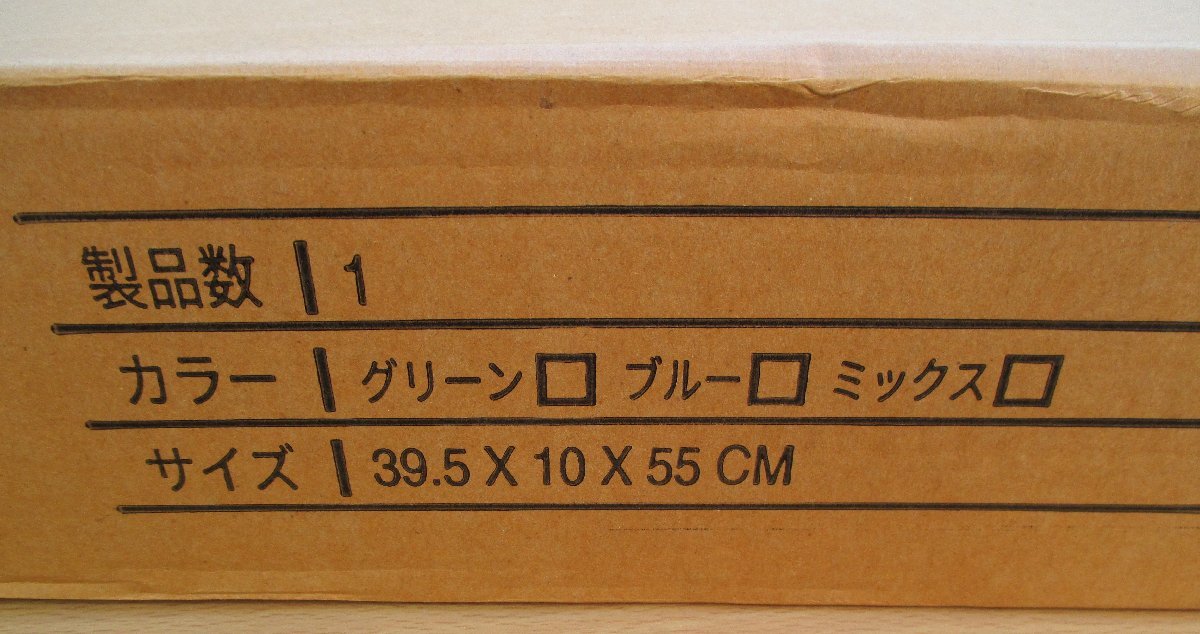 製品数 | 1
カラー | グリーン□ ブルー□ ミックス□
サイズ | 39.5 X 10 X 55 CM